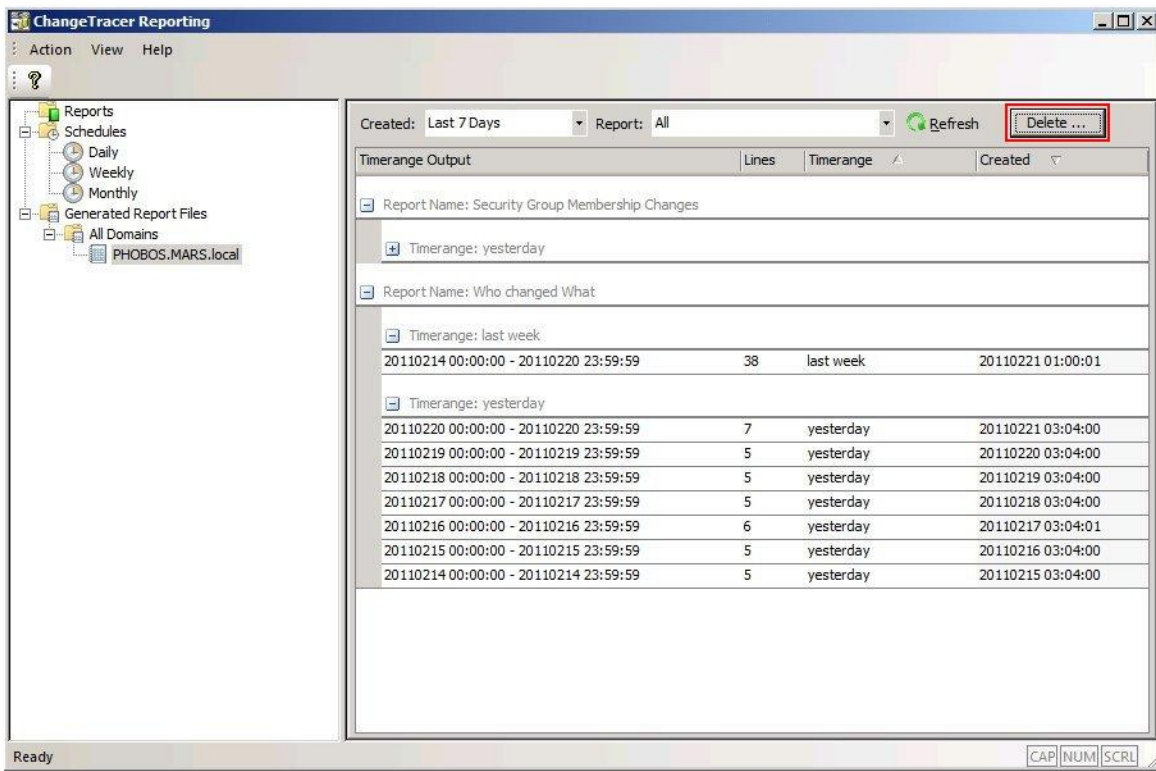 ChangeTracer Reporting
Action View Help
Reports
Schedules
Daily
Weekly
Monthly
Generated Report Files
All Domains
PHOBOS.MARS.local
Created: Last 7 Days Report: All Refresh Delete ...
Timerange Output Lines Timerange Created
Report Name: Security Group Membership Changes
Timerange: yesterday
Report Name: Who changed What
Timerange: last week
20110214 00:00:00 - 20110220 23:59:59 38 last week 20110221 01:00:01
Timerange: yesterday
20110220 00:00:00 - 20110220 23:59:59 7 yesterday 20110221 03:04:00
20110219 00:00:00 - 20110219 23:59:59 5 yesterday 20110220 03:04:00
20110218 00:00:00 - 20110218 23:59:59 5 yesterday 20110219 03:04:00
20110217 00:00:00 - 20110217 23:59:59 5 yesterday 20110218 03:04:00
20110216 00:00:00 - 20110216 23:59:59 6 yesterday 20110217 03:04:01
20110215 00:00:00 - 20110215 23:59:59 5 yesterday 20110216 03:04:00
20110214 00:00:00 - 20110214 23:59:59 5 yesterday 20110215 03:04:00
Ready CAP NUM SCRL